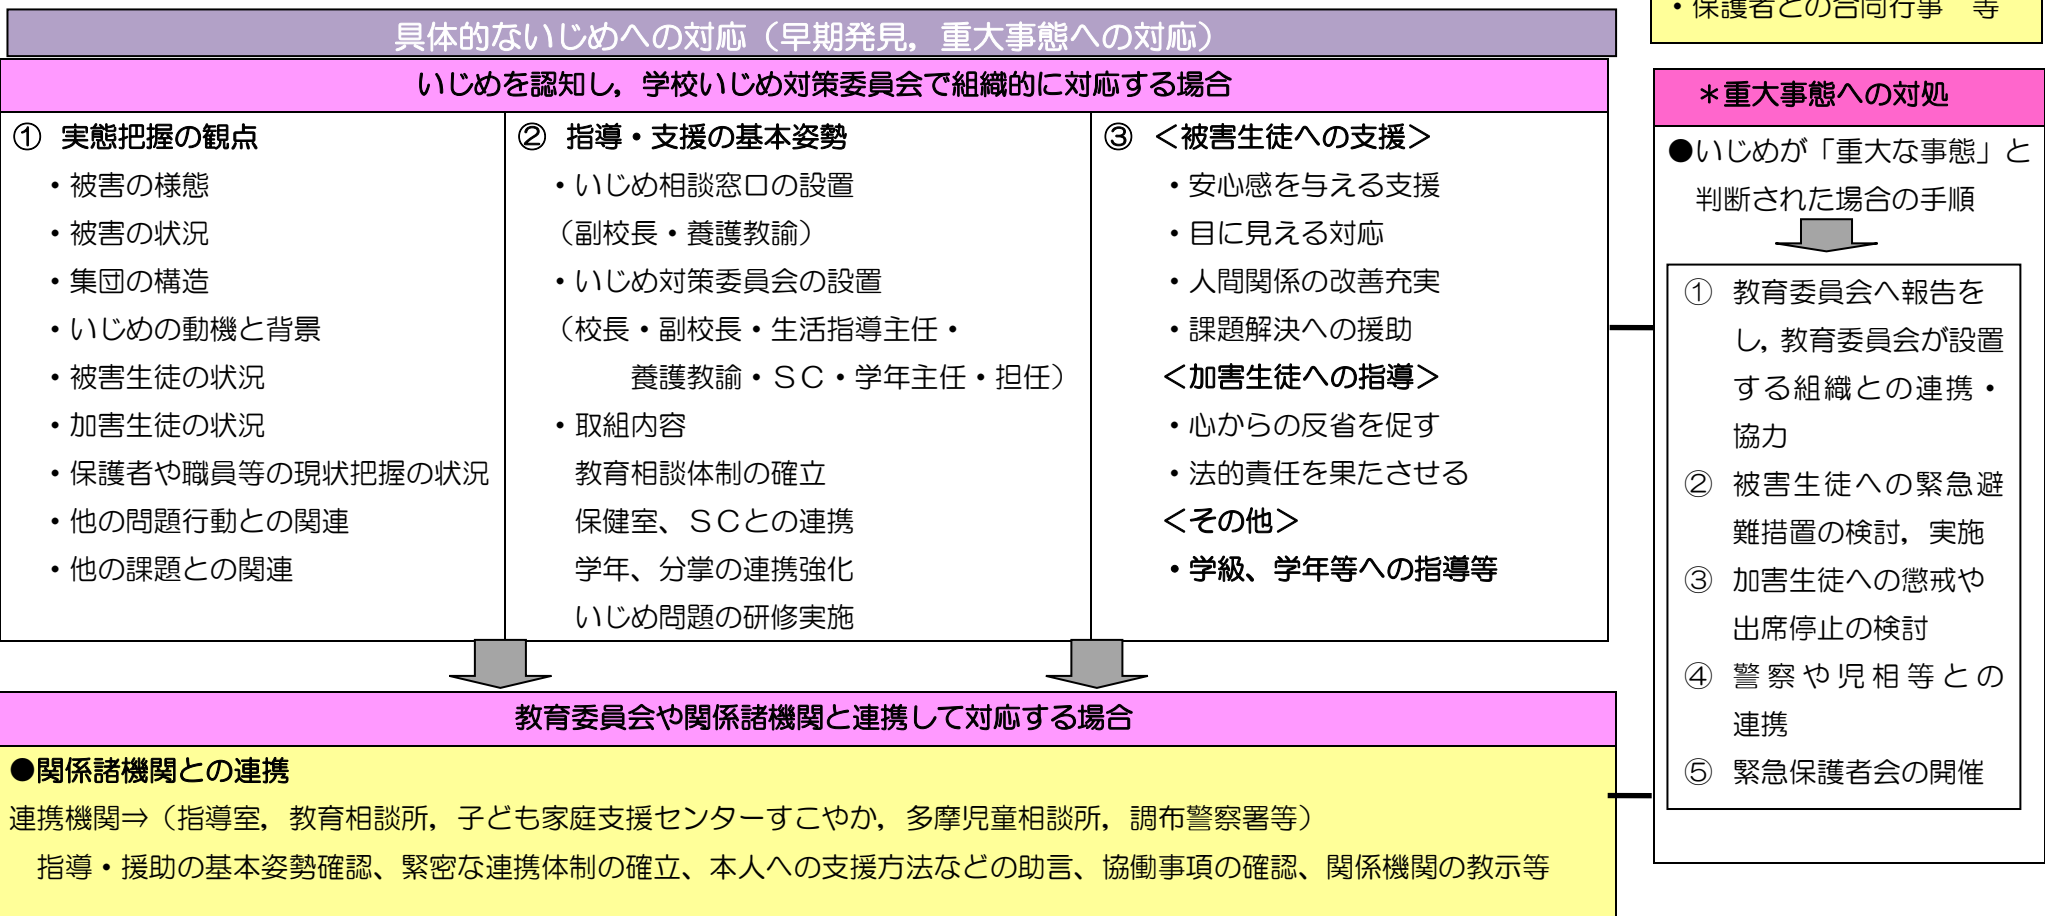 具体的ないじめへの対応（早期発見，重大事態への対応）
いじめを認知し，学校いじめ対策委員会で組織的に対応する場合
① 実態把握の観点
・被害の様態
・被害の状況
・集団の構造
・いじめの動機と背景
・被害生徒の状況
・加害生徒の状況
・保護者や職員等の現状把握の状況
・他の問題行動との関連
・他の課題との関連
② 指導・支援の基本姿勢
・いじめ相談窓口の設置
（副校長・養護教諭）
・いじめ対策委員会の設置
（校長・副校長・生活指導主任・
養護教諭・ＳＣ・学年主任・担任）
・取組内容
教育相談体制の確立
保健室、ＳＣとの連携
学年、分掌の連携強化
いじめ問題の研修実施
③ ＜被害生徒への支援＞
・安心感を与える支援
・目に見える対応
・人間関係の改善充実
・課題解決への援助
＜加害生徒への指導＞
・心からの反省を促す
・法的責任を果たさせる
＜その他＞
・学級、学年等への指導等
教育委員会や関係諸機関と連携して対応する場合
●関係諸機関との連携
連携機関⇒（指導室，教育相談所，子ども家庭支援センターすこやか，多摩児童相談所，調布警察署等）
指導・援助の基本姿勢確認、緊密な連携体制の確立、本人への支援方法などの助言、協働事項の確認、関係機関の教示等
・保護者との合同行事　等
＊重大事態への対処
●いじめが「重大な事態」と
判断された場合の手順
① 教育委員会へ報告を
し，教育委員会が設置
する組織との連携・
協力
② 被害生徒への緊急避
難措置の検討，実施
③ 加害生徒への懲戒や
出席停止の検討
④ 警察や児相等との
連携
⑤ 緊急保護者会の開催